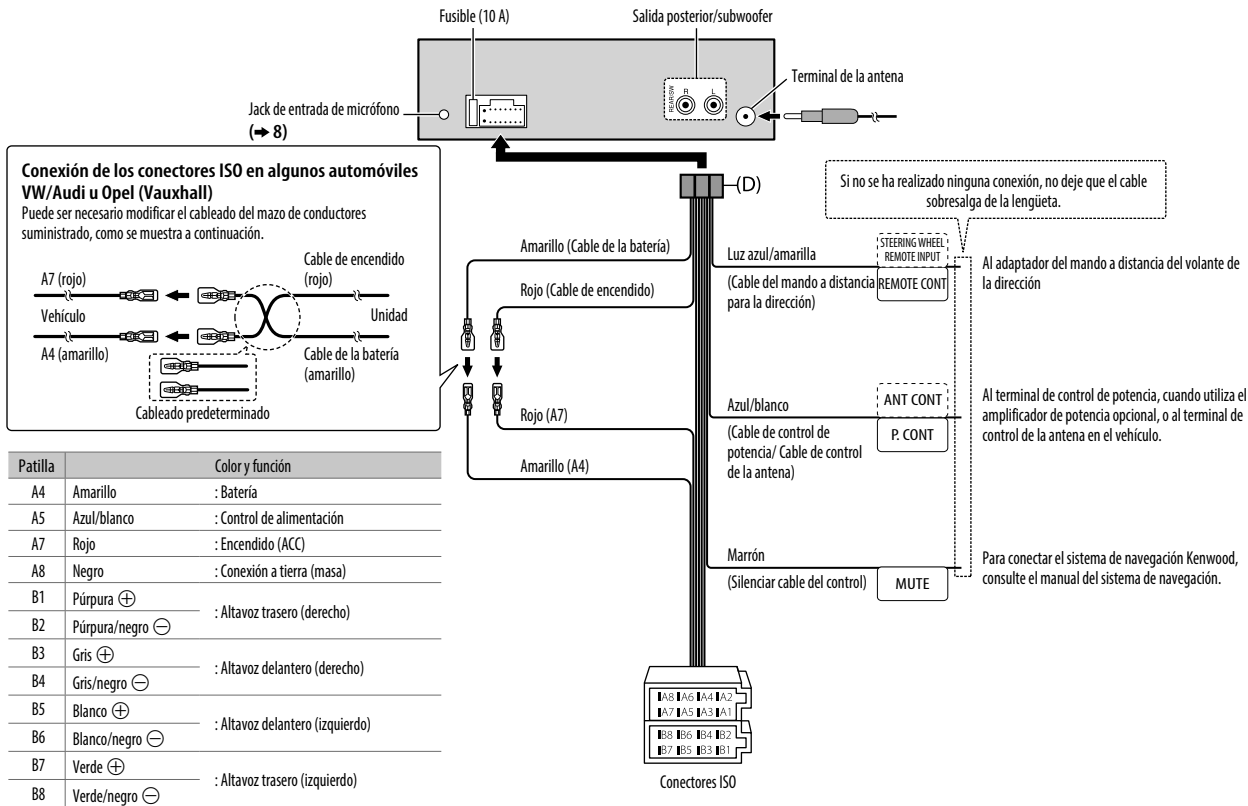 Fusible (10 A)
Salida posterior/subwoofer
Terminal de la antena
REAR/SW
R
L
Jack de entrada de micrófono
(➜ 8)
Conexión de los conectores ISO en algunos automóviles
VW/Audi u Opel (Vauxhall)
Puede ser necesario modificar el cableado del mazo de conductores
suministrado, como se muestra a continuación.
A7 (rojo)
Cable de encendido
(rojo)
Vehículo
Unidad
A4 (amarillo)
Cable de la batería
(amarillo)
Cableado predeterminado
(D)
Si no se ha realizado ninguna conexión, no deje que el cable
sobresalga de la lengüeta.
Amarillo (Cable de la batería)
Rojo (Cable de encendido)
Rojo (A7)
Amarillo (A4)
Luz azul/amarilla
(Cable del mando a distancia
para la dirección)
STEERING WHEEL
REMOTE INPUT
REMOTE CONT
Al adaptador del mando a distancia del volante de
la dirección
Azul/blanco
(Cable de control de
potencia/ Cable de control
de la antena)
ANT CONT
P. CONT
Al terminal de control de potencia, cuando utiliza el
amplificador de potencia opcional, o al terminal de
control de la antena en el vehículo.
Marrón
(Silenciar cable del control)
MUTE
Para conectar el sistema de navegación Kenwood,
consulte el manual del sistema de navegación.
Patilla Color y función
A4 Amarillo : Batería
A5 Azul/blanco : Control de alimentación
A7 Rojo : Encendido (ACC)
A8 Negro : Conexión a tierra (masa)
B1 Púrpura ⊕ : Altavoz trasero (derecho)
B2 Púrpura/negro ⊖
B3 Gris ⊕ : Altavoz delantero (derecho)
B4 Gris/negro ⊖
B5 Blanco ⊕ : Altavoz delantero (izquierdo)
B6 Blanco/negro ⊖
B7 Verde ⊕ : Altavoz trasero (izquierdo)
B8 Verde/negro ⊖
A8 A6 A4 A2
A7 A5 A3 A1
B8 B6 B4 B2
B7 B5 B3 B1
Conectores ISO